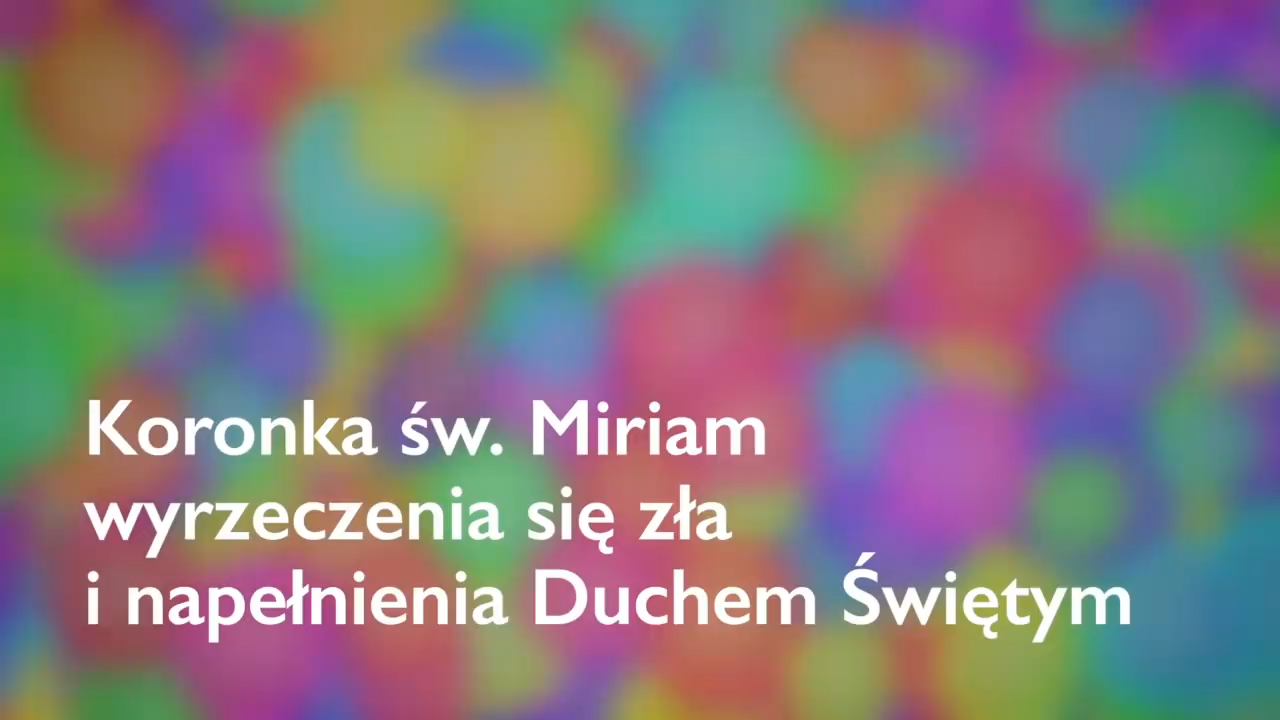 Koronka św. Miriam
wyrzeczenia się zła
i napełnienia Duchem Świętym